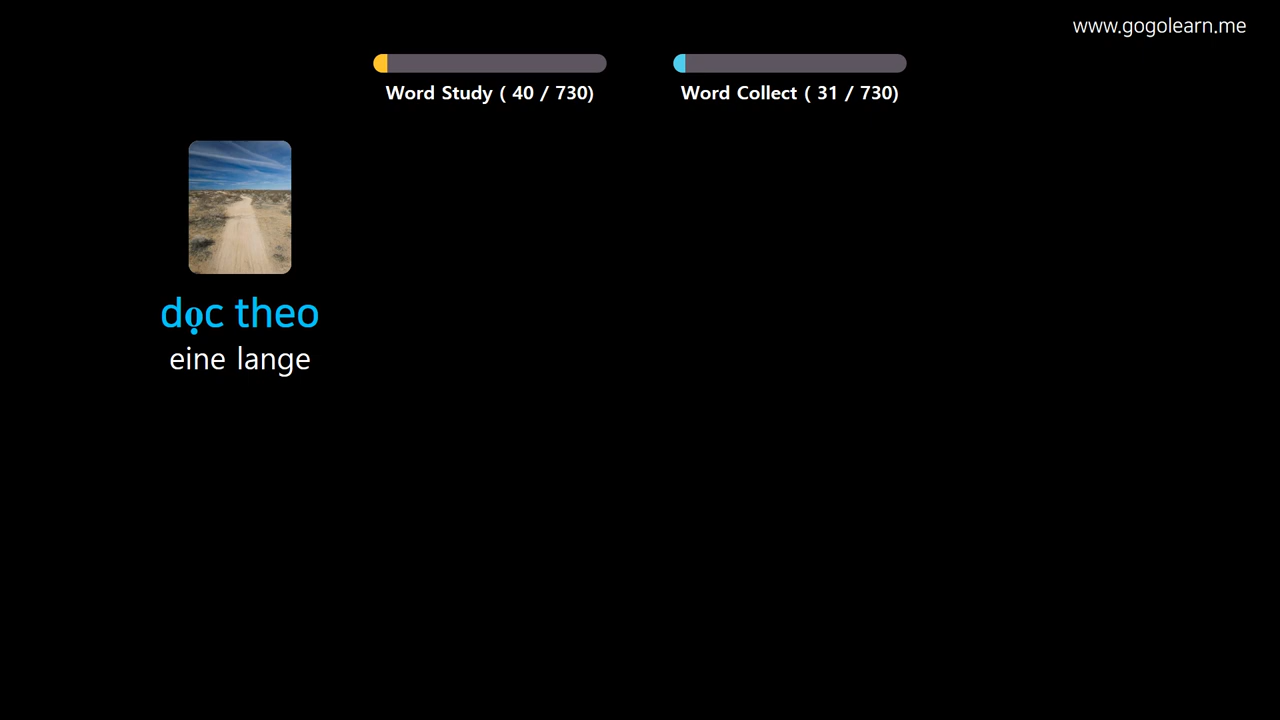 www.gogolearn.me
Word Study ( 40 / 730)
Word Collect ( 31 / 730)
dọc theo
eine lange